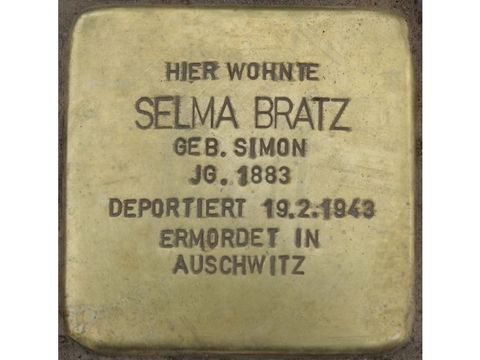 HIER WOHNTE
SELMA BRATZ
GEB. SIMON
JG. 1883
DEPORTIERT 19.2.1943
ERMORDET IN
AUSCHWITZ